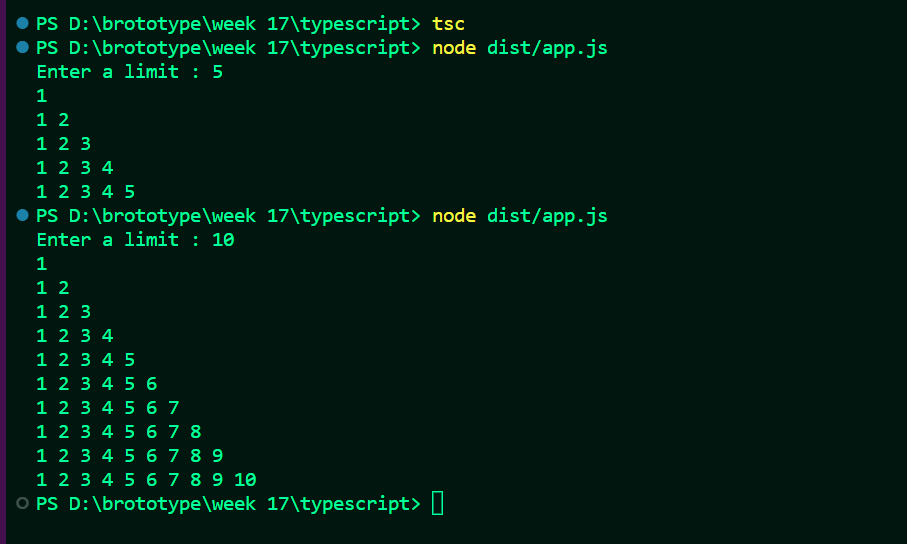 PS D:\brototype\week 17\typescript> tsc
PS D:\brototype\week 17\typescript> node dist/app.js
Enter a limit : 5
1
1 2
1 2 3
1 2 3 4
1 2 3 4 5
PS D:\brototype\week 17\typescript> node dist/app.js
Enter a limit : 10
1
1 2
1 2 3
1 2 3 4
1 2 3 4 5
1 2 3 4 5 6
1 2 3 4 5 6 7
1 2 3 4 5 6 7 8
1 2 3 4 5 6 7 8 9
1 2 3 4 5 6 7 8 9 10
PS D:\brototype\week 17\typescript>